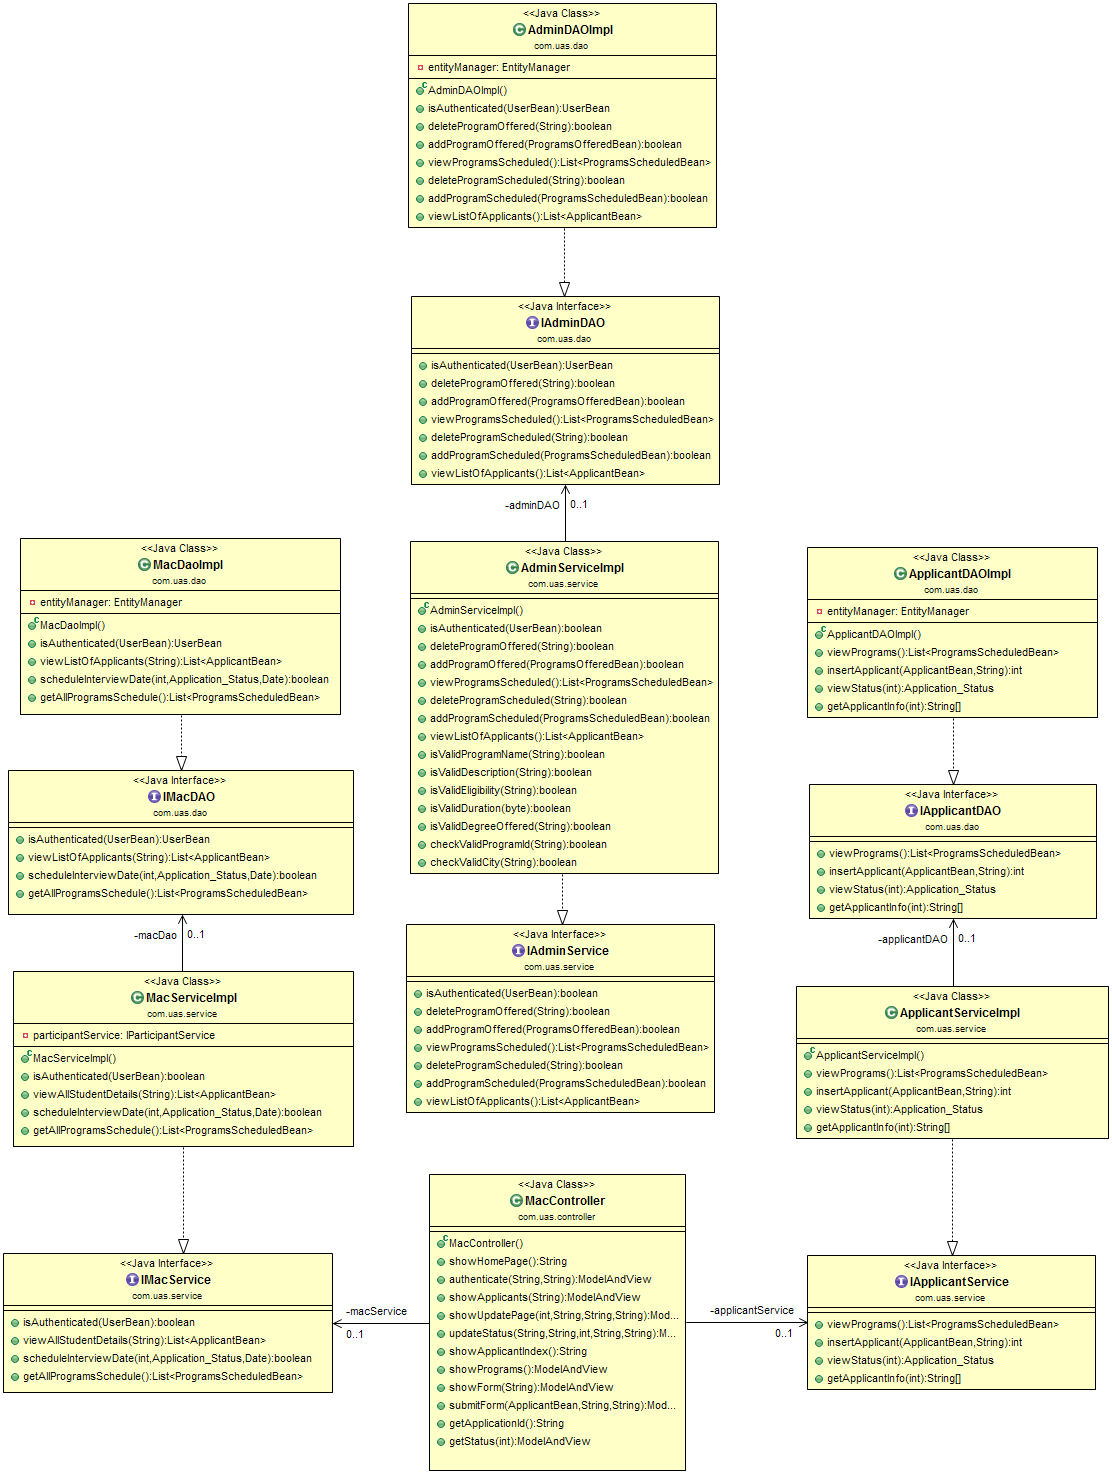 <<Java Class>>
AdminDAOImpl
com.uas.dao
entityManager: EntityManager
AdminDAOImpl()
isAuthenticated(UserBean):UserBean
deleteProgramOffered(String):boolean
addProgramOffered(ProgramsOfferedBean):boolean
viewProgramsScheduled():List<ProgramsScheduledBean>
deleteProgramScheduled(String):boolean
addProgramScheduled(ProgramsScheduledBean):boolean
viewListOfApplicants():List<ApplicantBean>
<<Java Interface>>
IAdminDAO
com.uas.dao
isAuthenticated(UserBean):UserBean
deleteProgramOffered(String):boolean
addProgramOffered(ProgramsOfferedBean):boolean
viewProgramsScheduled():List<ProgramsScheduledBean>
deleteProgramScheduled(String):boolean
addProgramScheduled(ProgramsScheduledBean):boolean
viewListOfApplicants():List<ApplicantBean>
-adminDAO 0..1
<<Java Class>>
MacDaoImpl
com.uas.dao
entityManager: EntityManager
MacDaoImpl()
isAuthenticated(UserBean):UserBean
viewListOfApplicants(String):List<ApplicantBean>
scheduleInterviewDate(int,Application_Status,Date):boolean
getAllProgramsSchedule():List<ProgramsScheduledBean>
<<Java Interface>>
IMacDAO
com.uas.dao
isAuthenticated(UserBean):UserBean
viewListOfApplicants(String):List<ApplicantBean>
scheduleInterviewDate(int,Application_Status,Date):boolean
getAllProgramsSchedule():List<ProgramsScheduledBean>
-macDao 0..1
<<Java Class>>
MacServiceImpl
com.uas.service
participantService: IParticipantService
MacServiceImpl()
isAuthenticated(UserBean):boolean
viewAllStudentDetails(String):List<ApplicantBean>
scheduleInterviewDate(int,Application_Status,Date):boolean
getAllProgramsSchedule():List<ProgramsScheduledBean>
<<Java Interface>>
IMacService
com.uas.service
isAuthenticated(UserBean):boolean
viewAllStudentDetails(String):List<ApplicantBean>
scheduleInterviewDate(int,Application_Status,Date):boolean
getAllProgramsSchedule():List<ProgramsScheduledBean>
<<Java Class>>
AdminServiceImpl
com.uas.service
AdminServiceImpl()
isAuthenticated(UserBean):boolean
deleteProgramOffered(String):boolean
addProgramOffered(ProgramsOfferedBean):boolean
viewProgramsScheduled():List<ProgramsScheduledBean>
deleteProgramScheduled(String):boolean
addProgramScheduled(ProgramsScheduledBean):boolean
viewListOfApplicants():List<ApplicantBean>
isValidProgramName(String):boolean
isValidDescription(String):boolean
isValidEligibility(String):boolean
isValidDuration(byte):boolean
isValidDegreeOffered(String):boolean
checkValidProgramId(String):boolean
checkValidCity(String):boolean
<<Java Interface>>
IAdminService
com.uas.service
isAuthenticated(UserBean):boolean
deleteProgramOffered(String):boolean
addProgramOffered(ProgramsOfferedBean):boolean
viewProgramsScheduled():List<ProgramsScheduledBean>
deleteProgramScheduled(String):boolean
addProgramScheduled(ProgramsScheduledBean):boolean
viewListOfApplicants():List<ApplicantBean>
<<Java Class>>
MacController
com.uas.controller
MacController()
showHomePage():String
authenticate(String,String):ModelAndView
showApplicants(String):ModelAndView
showUpdatePage(int,String,String,String):Mod...
updateStatus(String,String,int,String,String):M...
showApplicantIndex():String
showPrograms():ModelAndView
showForm(String):ModelAndView
submitForm(ApplicantBean,String,String):Mod...
getApplicationId():String
getStatus(int):ModelAndView
-macService
0..1
-applicantService
0..1
<<Java Class>>
ApplicantDAOImpl
com.uas.dao
entityManager: EntityManager
ApplicantDAOImpl()
viewPrograms():List<ProgramsScheduledBean>
insertApplicant(ApplicantBean,String):int
viewStatus(int):Application_Status
getApplicantInfo(int):String[]
<<Java Interface>>
IApplicantDAO
com.uas.dao
viewPrograms():List<ProgramsScheduledBean>
insertApplicant(ApplicantBean,String):int
viewStatus(int):Application_Status
getApplicantInfo(int):String[]
-applicantDAO 0..1
<<Java Class>>
ApplicantServiceImpl
com.uas.service
ApplicantServiceImpl()
viewPrograms():List<ProgramsScheduledBean>
insertApplicant(ApplicantBean,String):int
viewStatus(int):Application_Status
getApplicantInfo(int):String[]
<<Java Interface>>
IApplicantService
com.uas.service
viewPrograms():List<ProgramsScheduledBean>
insertApplicant(ApplicantBean,String):int
viewStatus(int):Application_Status
getApplicantInfo(int):String[]